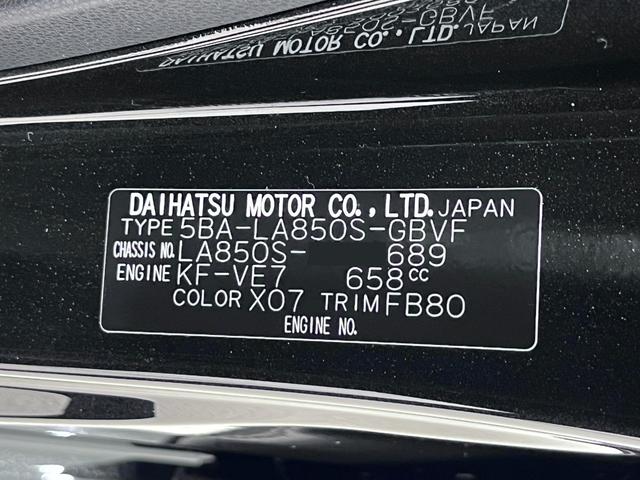 DAIHATSU MOTOR CO., LTD. JAPAN
TYPE 5BA-LA850S-GBVF
CHASSIS NO. LA850S- 689
ENGINE KF-VE7 658cc
COLOR X07 TRIM FB80
ENGINE NO.